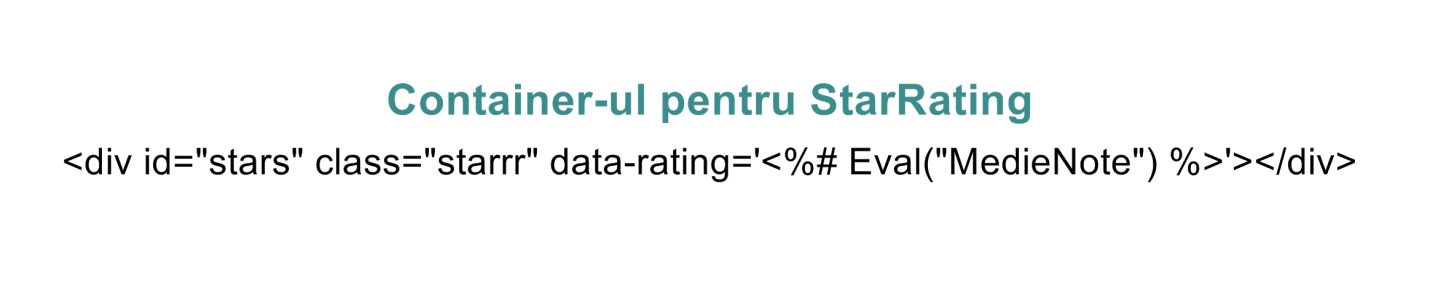 Container-ul pentru StarRating
<div id="stars" class="starrr" data-rating='<%# Eval("MedieNote") %>'></div>